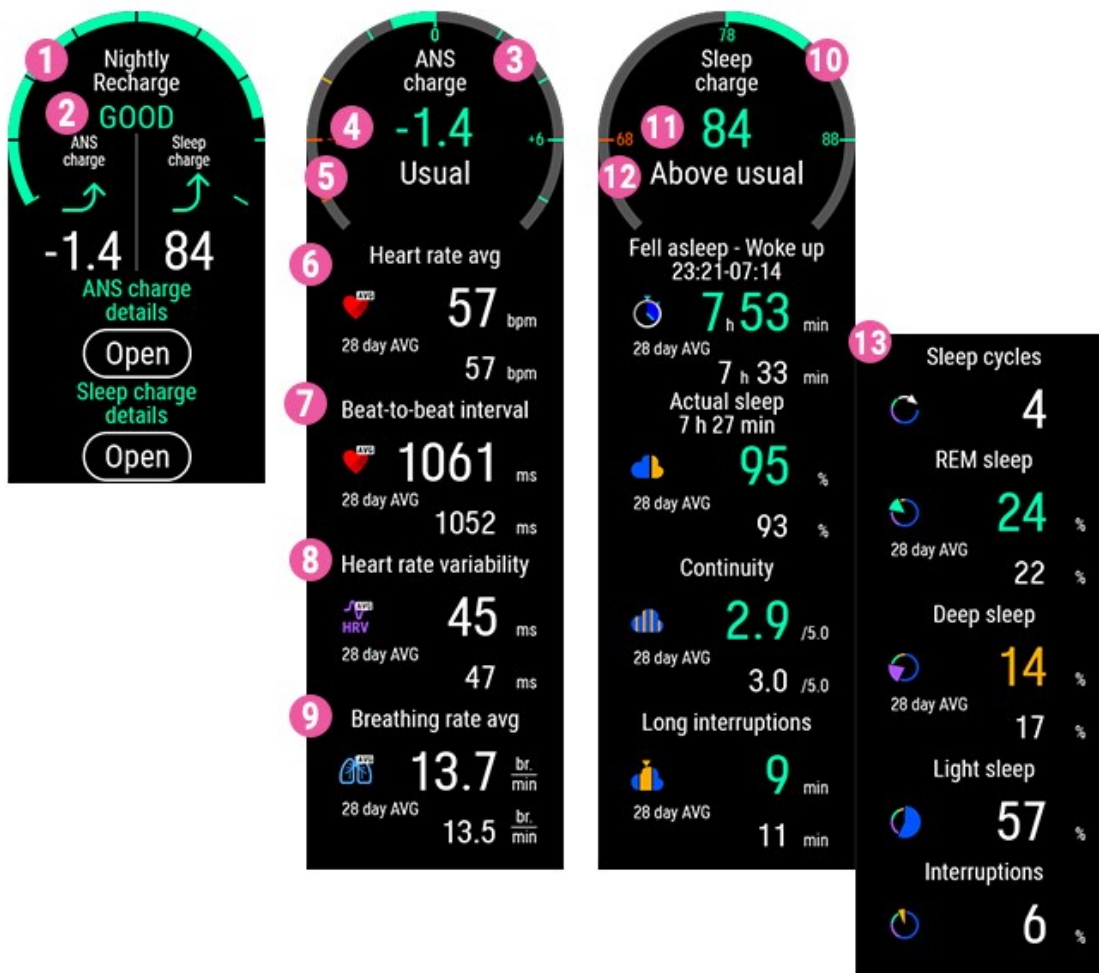 1
Nightly
Recharge
2
GOOD
ANS
charge
Sleep
charge
-1.4
84
ANS charge
details
Open
Sleep charge
details
Open
0
3
ANS
charge
4
-1.4
+6
5
Usual
6
Heart rate avg
AVG
57 bpm
28 day AVG
57 bpm
7
Beat-to-beat interval
AVG
1061 ms
28 day AVG
1052 ms
8
Heart rate variability
AVG
HRV
45 ms
28 day AVG
47 ms
9
Breathing rate avg
AVG
13.7 br.
min
28 day AVG
13.5 br.
min
78
10
Sleep
charge
68
11
84
88
12
Above usual
Fell asleep - Woke up
23:21-07:14
7 h 53 min
28 day AVG
7 h 33 min
Actual sleep
7 h 27 min
95 %
28 day AVG
93 %
Continuity
2.9 /5.0
28 day AVG
3.0 /5.0
Long interruptions
9 min
28 day AVG
11 min
13
Sleep cycles
4
REM sleep
24 %
28 day AVG
22 %
Deep sleep
14 %
28 day AVG
17 %
Light sleep
57 %
Interruptions
6 %